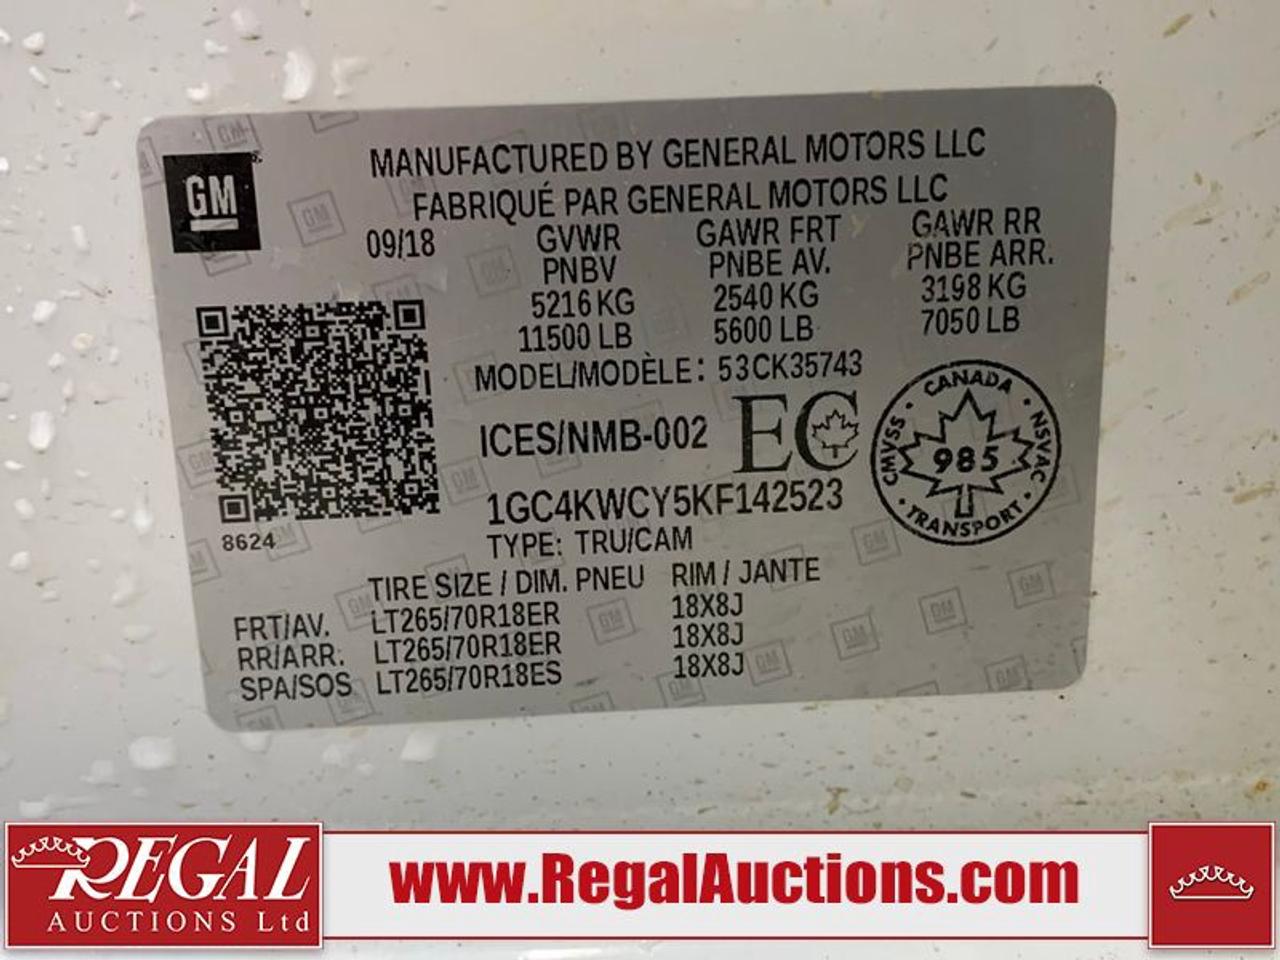 MANUFACTURED BY GENERAL MOTORS LLC
FABRIQUÉ PAR GENERAL MOTORS LLC
GM
09/18 GVWR GAWR FRT GAWR RR
PNBV PNBE AV. PNBE ARR.
5216 KG 2540 KG 3198 KG
11500 LB 5600 LB 7050 LB
MODEL/MODÈLE: 53CK35743
ICES/NMB-002 EC
CANADA
CMVSS 985 NSVAC
TRANSPORT
1GC4KWCY5KF142523
8624 TYPE: TRU/CAM
TIRE SIZE / DIM. PNEU RIM / JANTE
FRT/AV. LT265/70R18ER 18X8J
RR/ARR. LT265/70R18ER 18X8J
SPA/SOS LT265/70R18ES 18X8J
REGAL
AUCTIONS Ltd
www.RegalAuctions.com